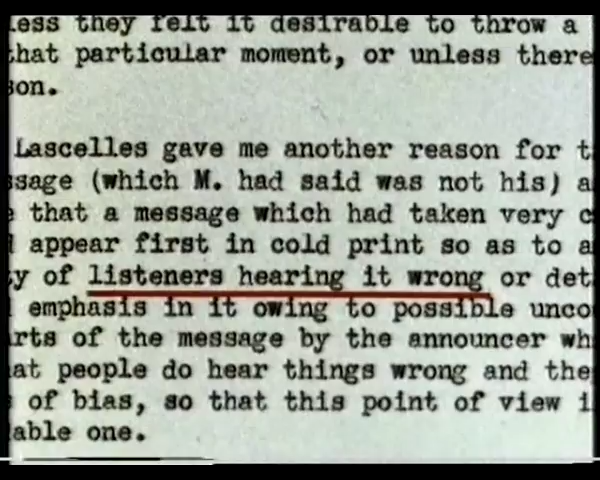 less they felt it desirable to throw a
that particular moment, or unless there
son.
Lascelles gave me another reason for t
ssage (which M. had said was not his) a
e that a message which had taken very c
d appear first in cold print so as to a
ty of listeners hearing it wrong or det
l emphasis in it owing to possible unco
rts of the message by the announcer wh
at people do hear things wrong and the
s of bias, so that this point of view i
able one.